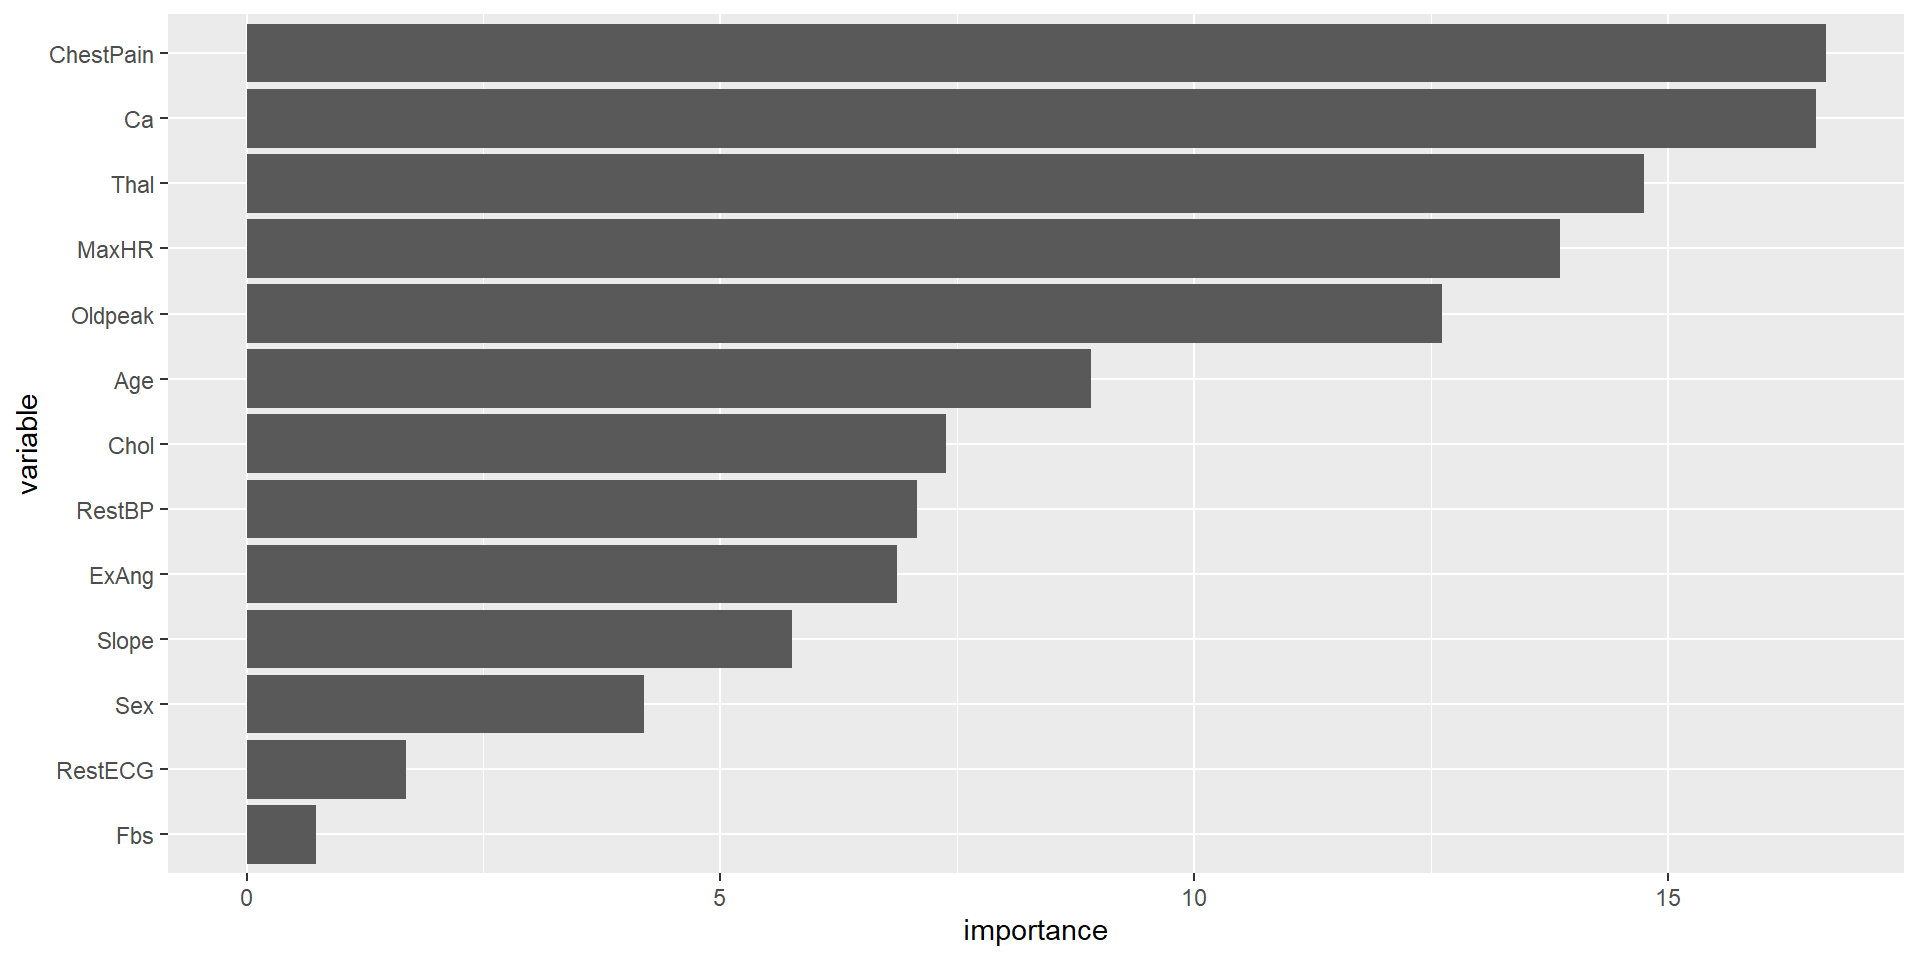 ChestPain
Ca
Thal
MaxHR
Oldpeak
Age
Chol
RestBP
ExAng
Slope
Sex
RestECG
Fbs
variable
0 5 10 15
importance